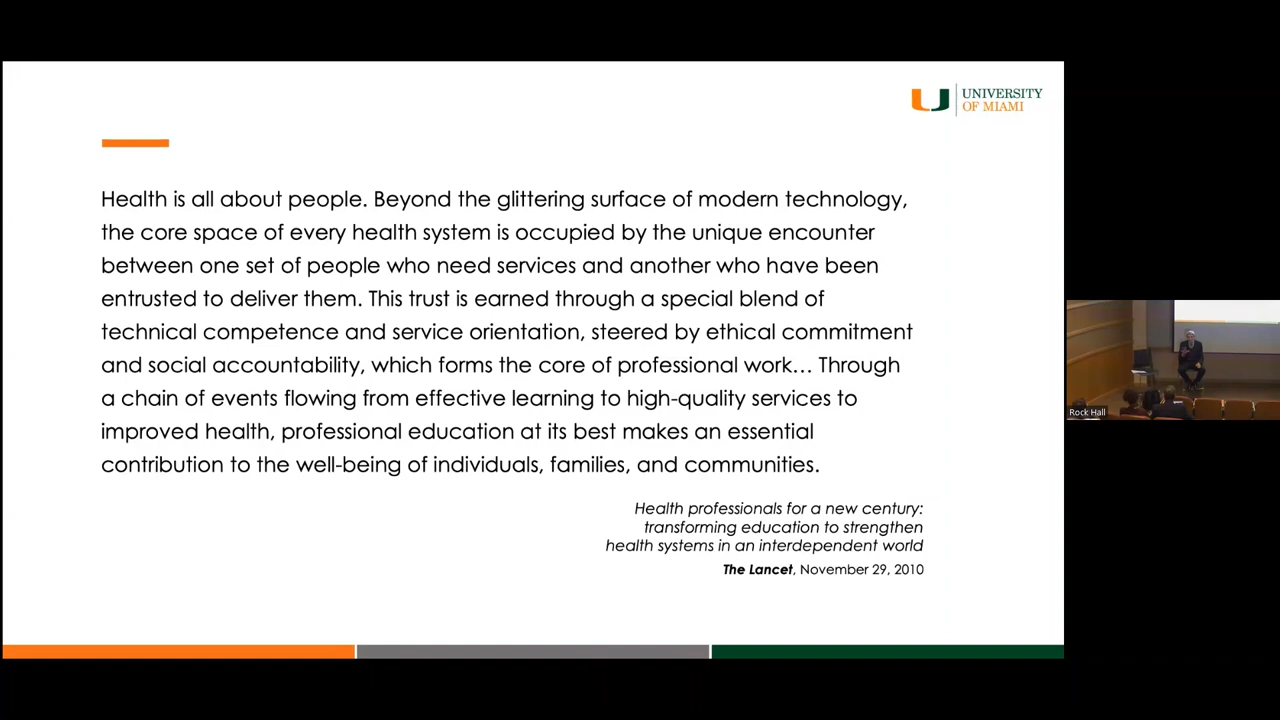 UNIVERSITY
OF MIAMI
Health is all about people. Beyond the glittering surface of modern technology,
the core space of every health system is occupied by the unique encounter
between one set of people who need services and another who have been
entrusted to deliver them. This trust is earned through a special blend of
technical competence and service orientation, steered by ethical commitment
and social accountability, which forms the core of professional work... Through
a chain of events flowing from effective learning to high-quality services to
improved health, professional education at its best makes an essential
contribution to the well-being of individuals, families, and communities.
Health professionals for a new century:
transforming education to strengthen
health systems in an interdependent world
The Lancet, November 29, 2010
Rock Hall